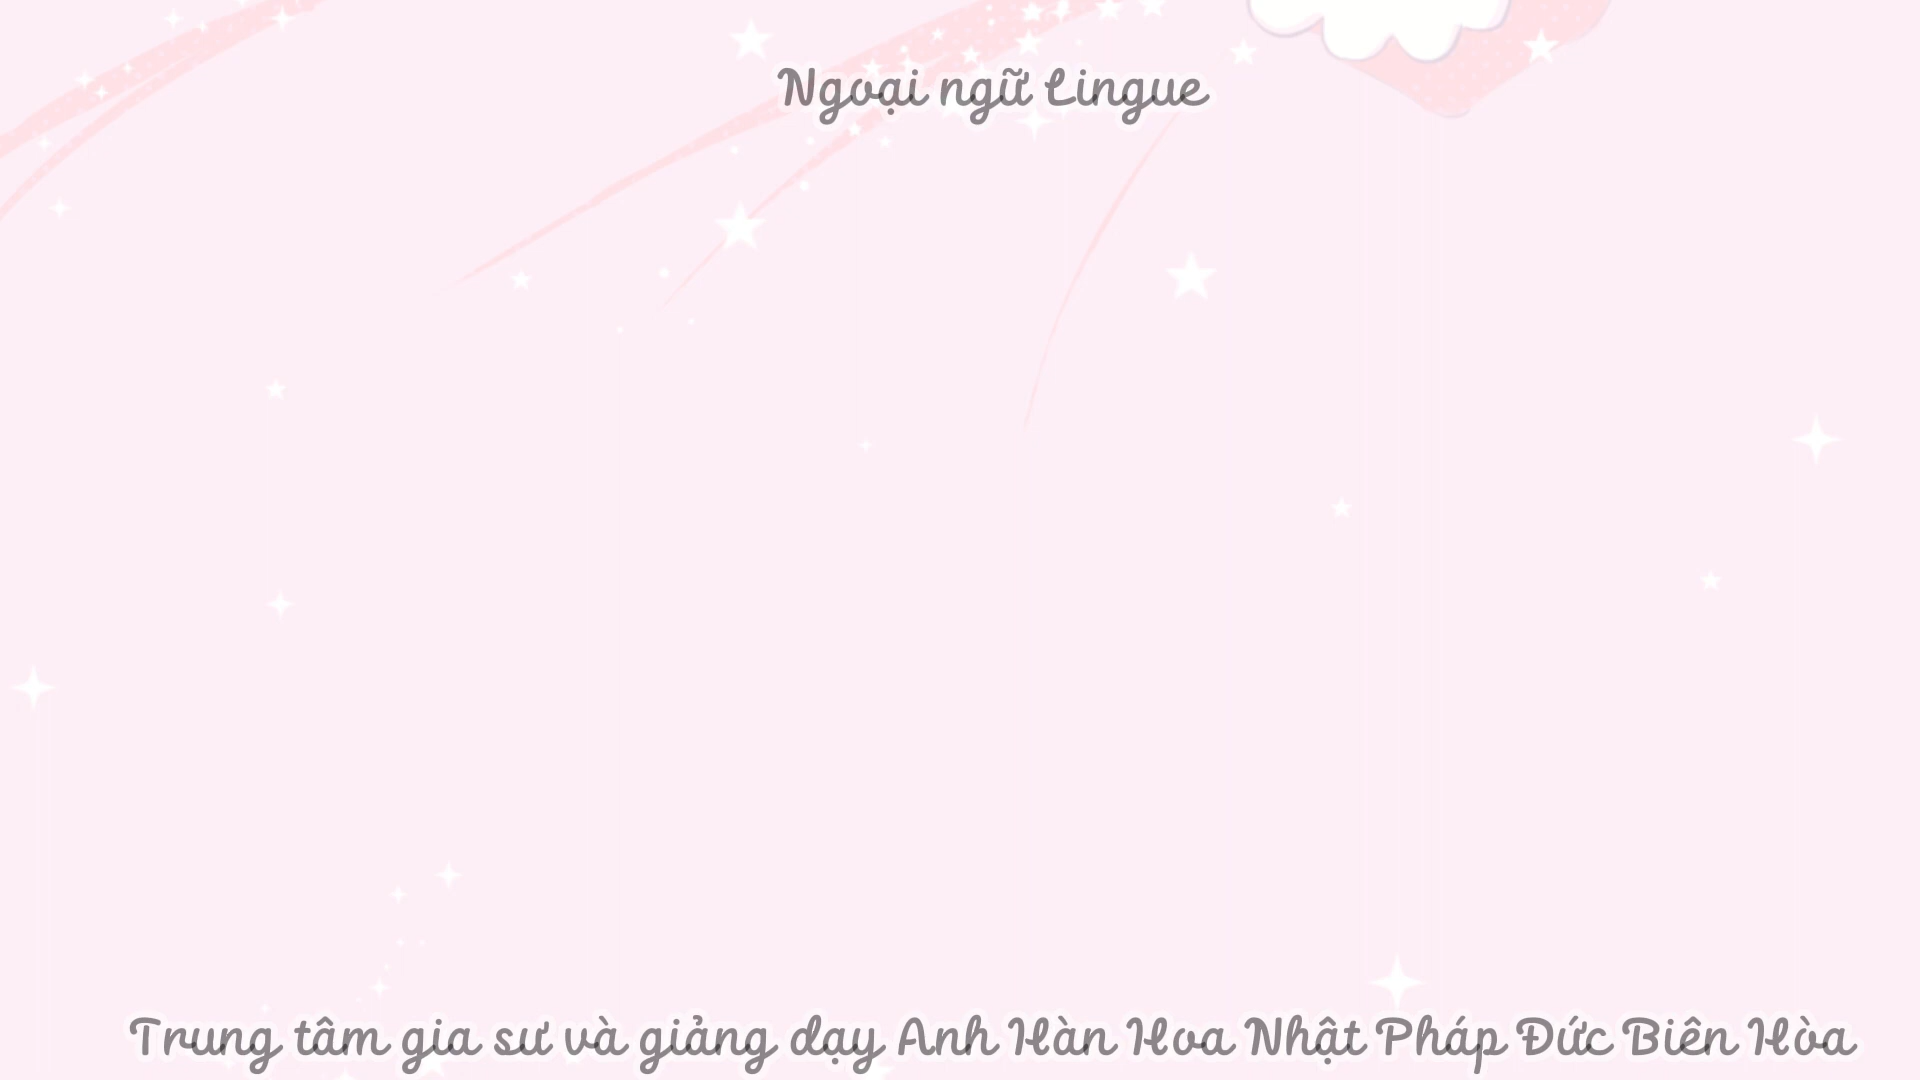 Ngoại ngữ Lingue
Trung tâm gia sư và giảng dạy Anh Hàn Hoa Nhật Pháp Đức Biên Hòa